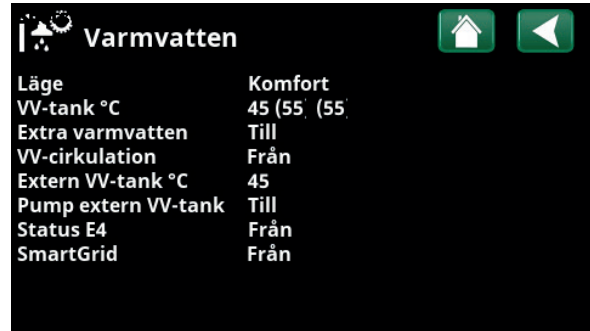 Varmvatten
Läge Komfort
VV-tank °C 45 (55) (55)
Extra varmvatten Till
VV-cirkulation Från
Extern VV-tank °C 45
Pump extern VV-tank Till
Status E4 Från
SmartGrid Från